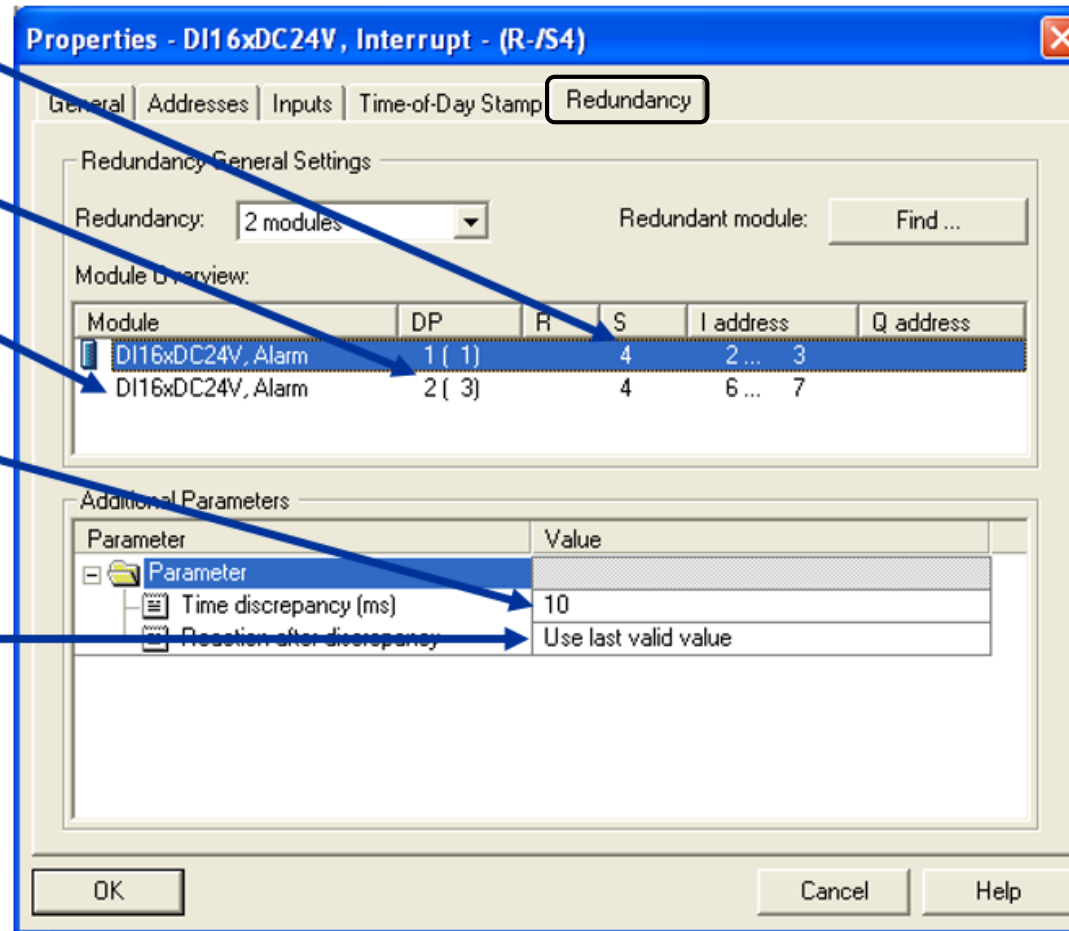 Properties - DI16xDC24V, Interrupt - (R-/S4)
General Addresses Inputs Time-of-Day Stamp Redundancy
Redundancy General Settings
Redundancy: 2 modules Redundant module: Find ...
Module Overview:
Module DP R S I address Q address
DI16xDC24V, Alarm 1 ( 1) 4 2 ... 3
DI16xDC24V, Alarm 2 ( 3) 4 6 ... 7
Additional Parameters
Parameter Value
Parameter
Time discrepancy (ms) 10
Reaction after discrepancy Use last valid value
OK Cancel Help